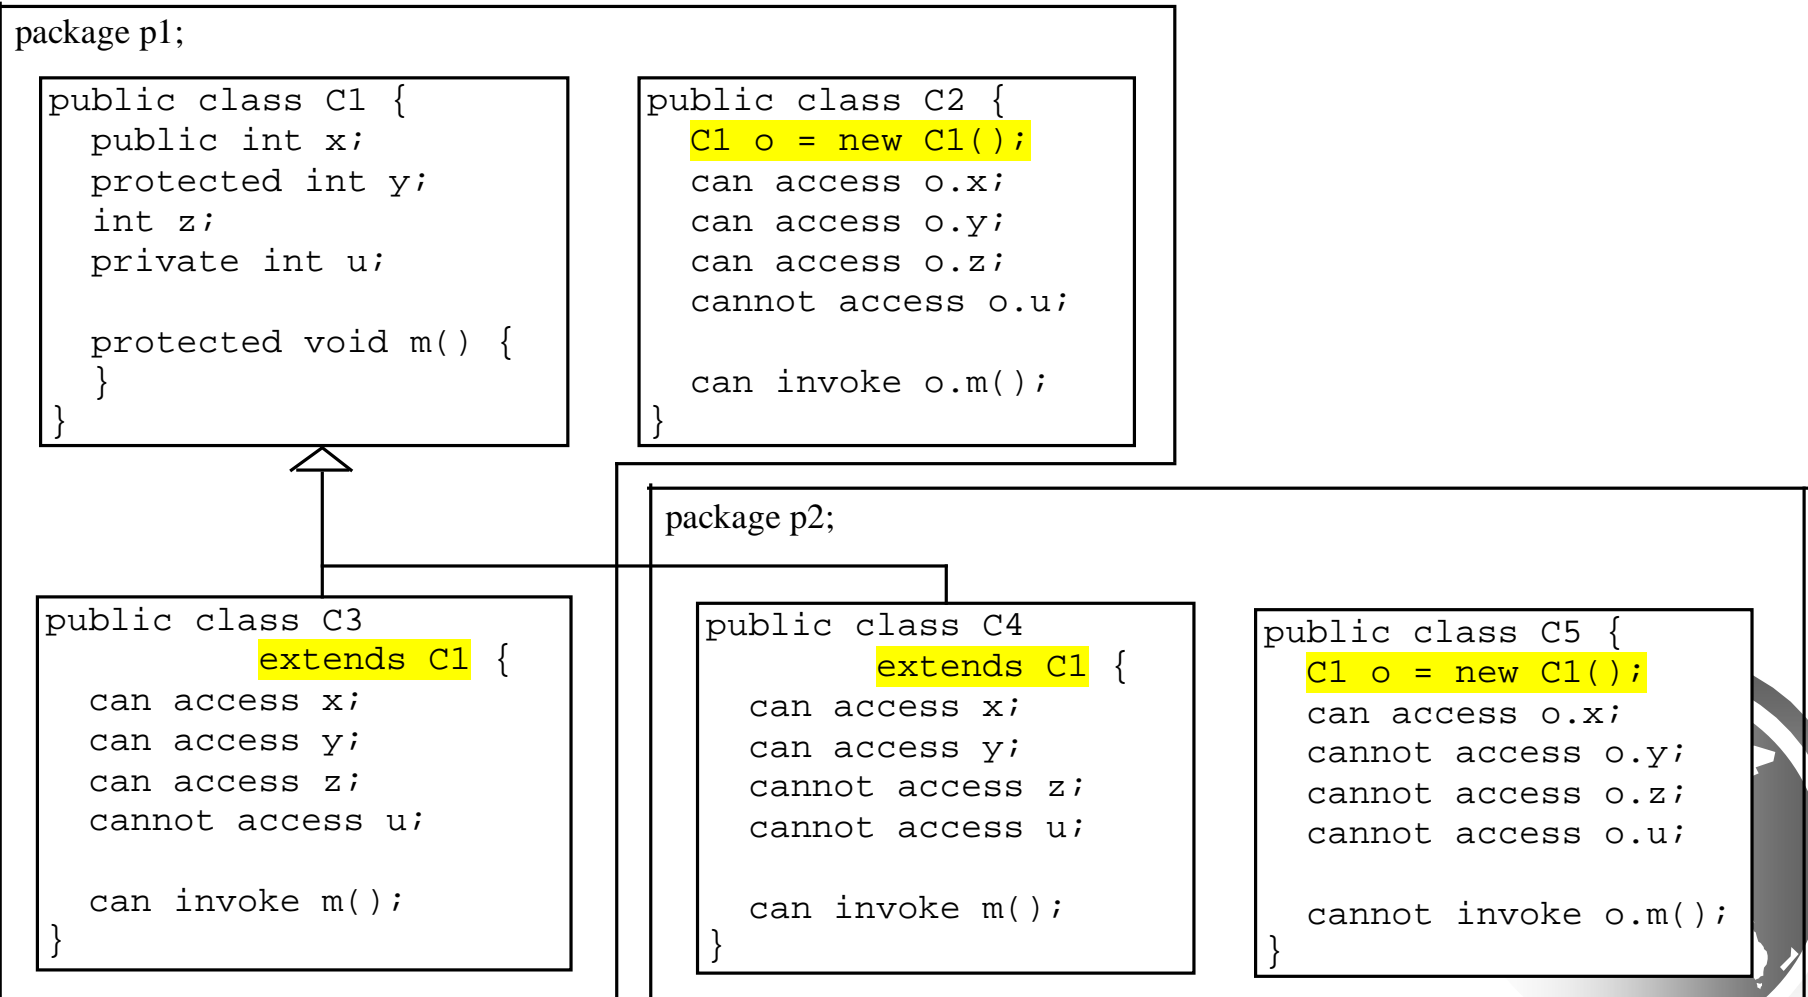 package p1;
public class C1 {
public int x;
protected int y;
int z;
private int u;
protected void m() {
}
}
public class C2 {
C1 o = new C1();
can access o.x;
can access o.y;
can access o.z;
cannot access o.u;
can invoke o.m();
}
public class C3
extends C1 {
can access x;
can access y;
can access z;
cannot access u;
can invoke m();
}
package p2;
public class C4
extends C1 {
can access x;
can access y;
cannot access z;
cannot access u;
can invoke m();
}
public class C5 {
C1 o = new C1();
can access o.x;
cannot access o.y;
cannot access o.z;
cannot access o.u;
cannot invoke o.m();
}